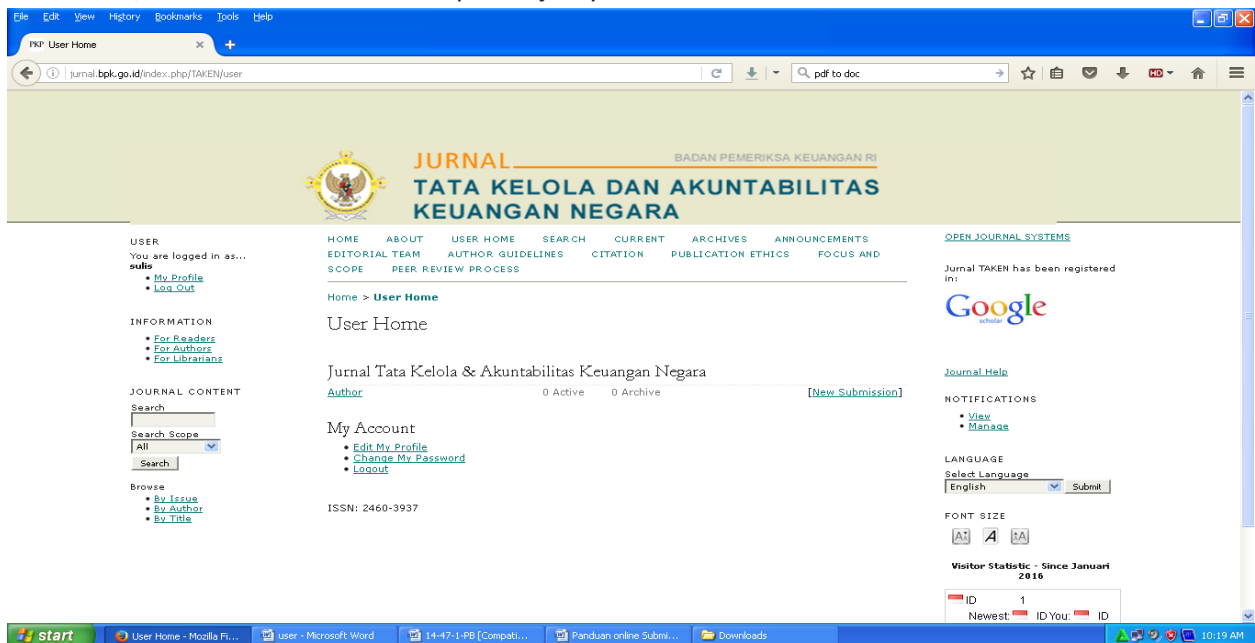 File Edit View History Bookmarks Tools Help
PKP User Home
jurnal.bpk.go.id/index.php/TAKEN/user
pdf to doc
HD
JURNAL
BADAN PEMERIKSA KEUANGAN RI
TATA KELOLA DAN AKUNTABILITAS
KEUANGAN NEGARA
USER
You are logged in as...
sulis
My Profile
Log Out
INFORMATION
For Readers
For Authors
For Librarians
JOURNAL CONTENT
Search
Search Scope
All
Search
Browse
By Issue
By Author
By Title
HOME ABOUT USER HOME SEARCH CURRENT ARCHIVES ANNOUNCEMENTS
EDITORIAL TEAM AUTHOR GUIDELINES CITATION PUBLICATION ETHICS FOCUS AND
SCOPE PEER REVIEW PROCESS
Home > User Home
User Home
Jurnal Tata Kelola & Akuntabilitas Keuangan Negara
Author 0 Active 0 Archive [New Submission]
My Account
Edit My Profile
Change My Password
Logout
ISSN: 2460-3937
OPEN JOURNAL SYSTEMS
Jurnal TAKEN has been registered
in:
Google
scholar
Journal Help
NOTIFICATIONS
View
Manage
LANGUAGE
Select Language
English Submit
FONT SIZE
Visitor Statistic - Since Januari
2016
ID 1
Newest: ID You: ID
start User Home - Mozilla Fi... user - Microsoft Word 14-47-1-PB [Compati... Panduan online Submi... Downloads 10:19 AM